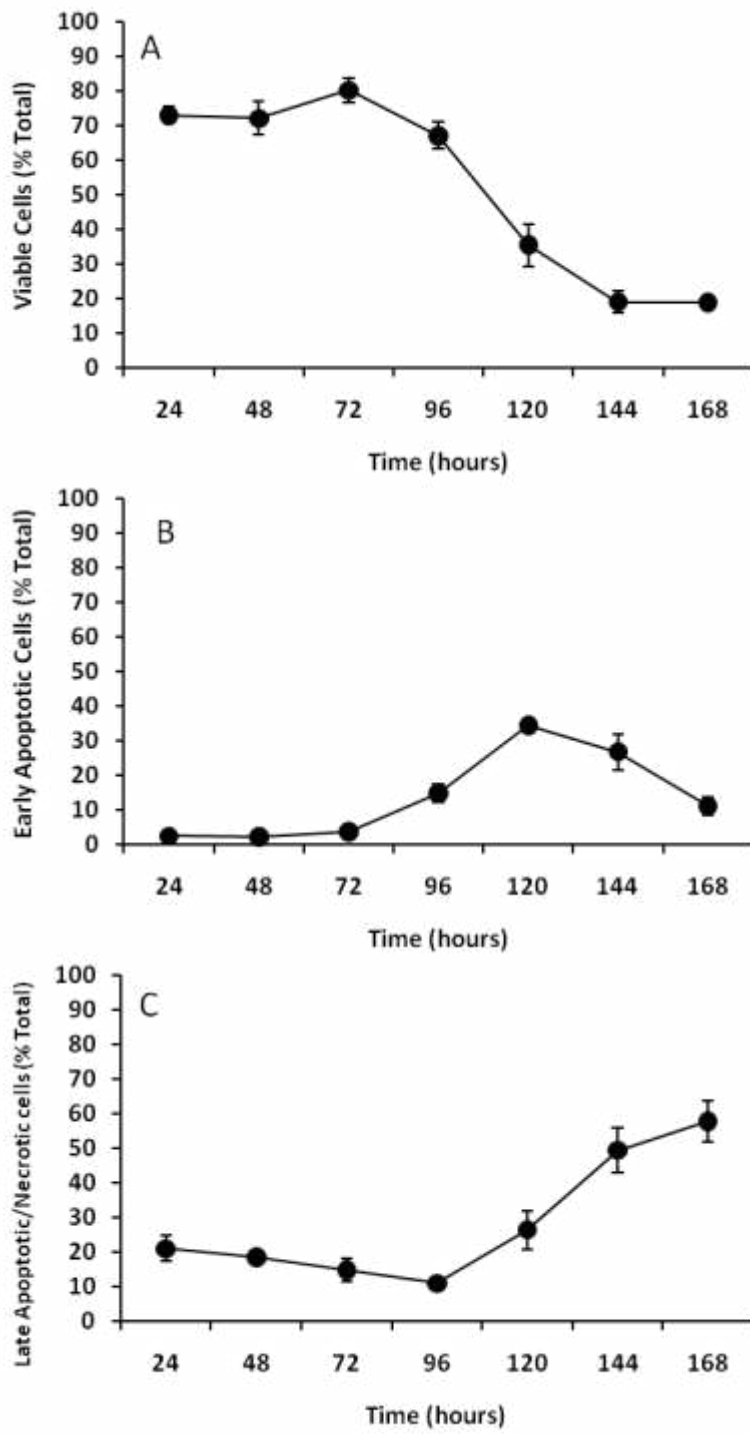 A
Viable Cells (% Total)
100
90
80
70
60
50
40
30
20
10
0
24 48 72 96 120 144 168
Time (hours)
B
Early Apoptotic Cells (% Total)
100
90
80
70
60
50
40
30
20
10
0
24 48 72 96 120 144 168
Time (hours)
C
Late Apoptotic/Necrotic cells (% Total)
100
90
80
70
60
50
40
30
20
10
0
24 48 72 96 120 144 168
Time (hours)